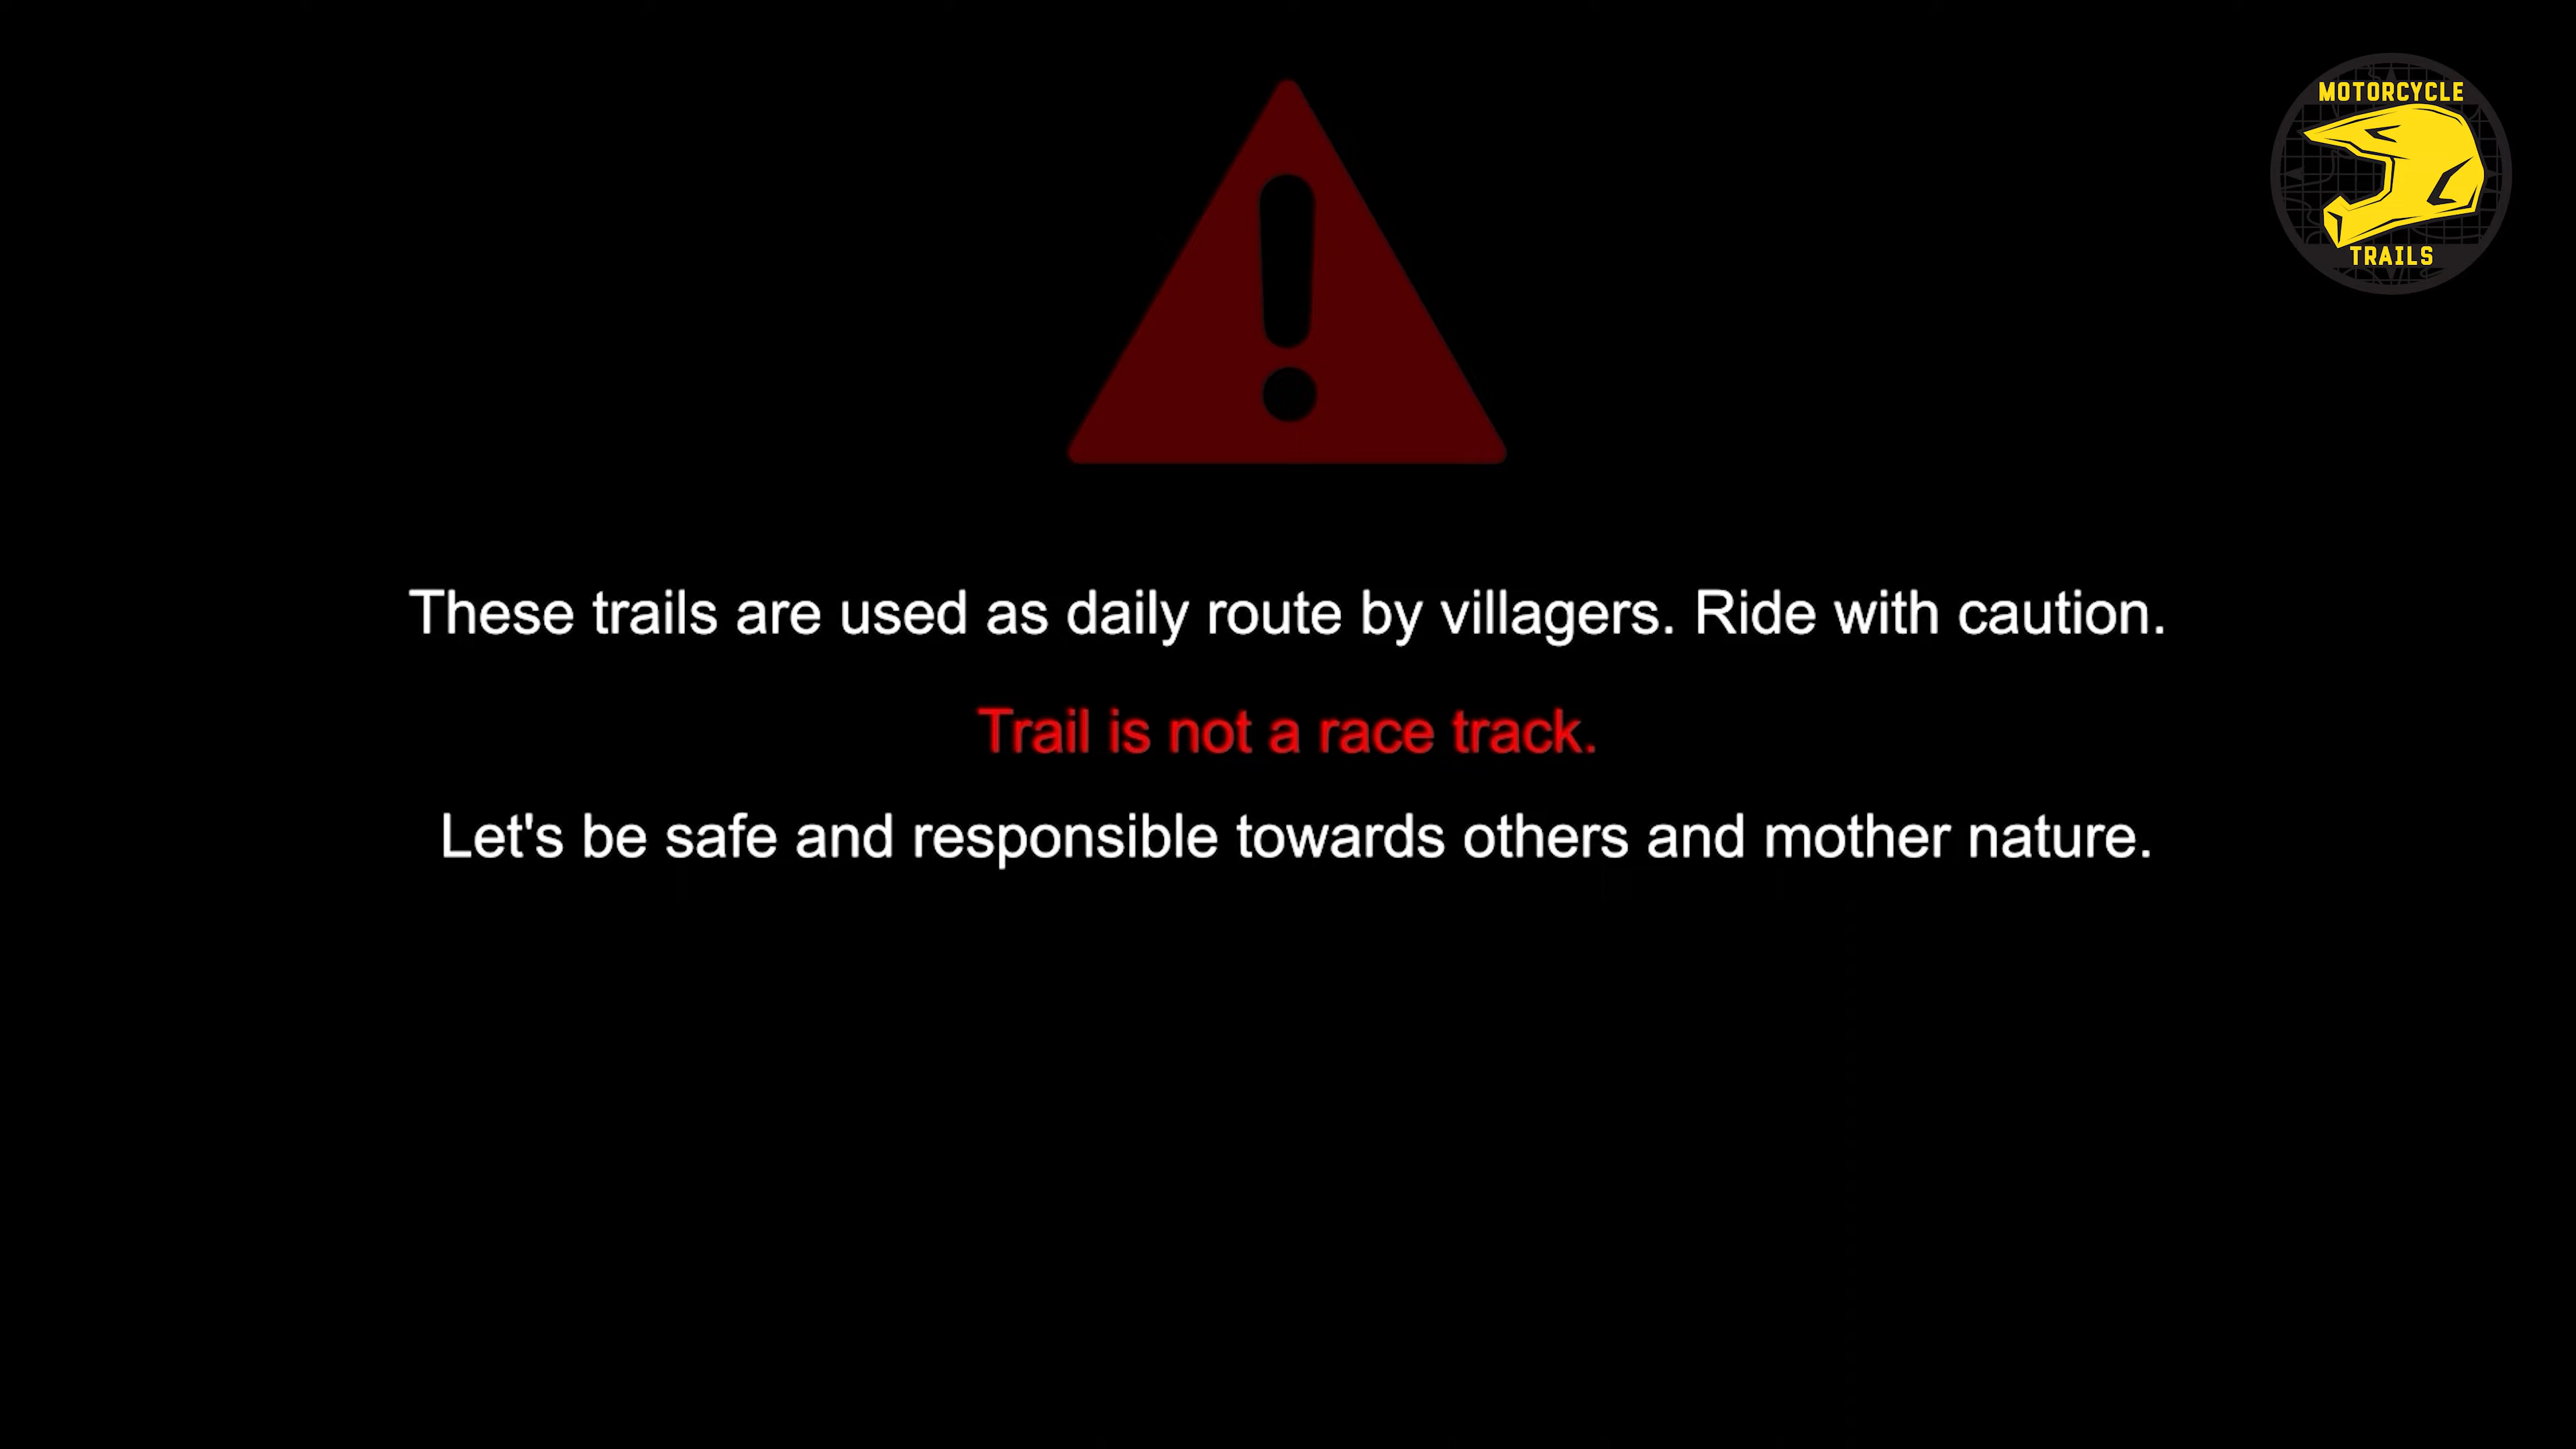 MOTORCYCLE
TRAILS
These trails are used as daily route by villagers. Ride with caution.
Trail is not a race track.
Let's be safe and responsible towards others and mother nature.